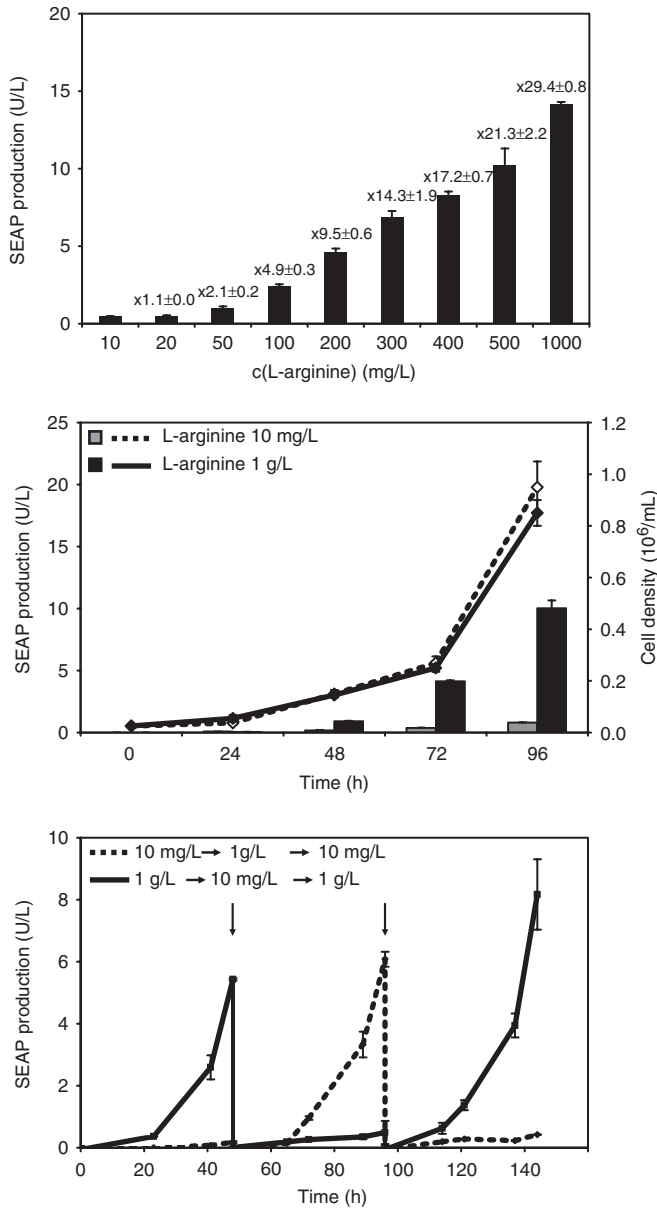 20
15
10
5
0
SEAP production (U/L)
x1.1±0.0
x2.1±0.2
x4.9±0.3
x9.5±0.6
x14.3±1.9
x17.2±0.7
x21.3±2.2
x29.4±0.8
10 20 50 100 200 300 400 500 1000
c(L-arginine) (mg/L)
25
20
15
10
5
0
SEAP production (U/L)
L-arginine 10 mg/L
L-arginine 1 g/L
1.2
1.0
0.8
0.6
0.4
0.2
0.0
Cell density (10⁶/mL)
0 24 48 72 96
Time (h)
10
8
6
4
2
0
SEAP production (U/L)
10 mg/L → 1g/L → 10 mg/L
1 g/L → 10 mg/L → 1 g/L
0 20 40 60 80 100 120 140
Time (h)